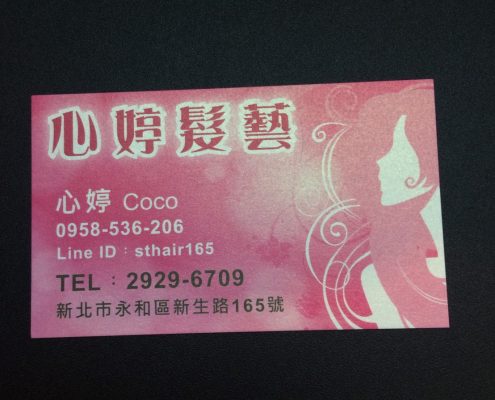 心婷髮藝
心婷 Coco
0958-536-206
Line ID：sthair165
TEL：2929-6709
新北市永和區新生路165號